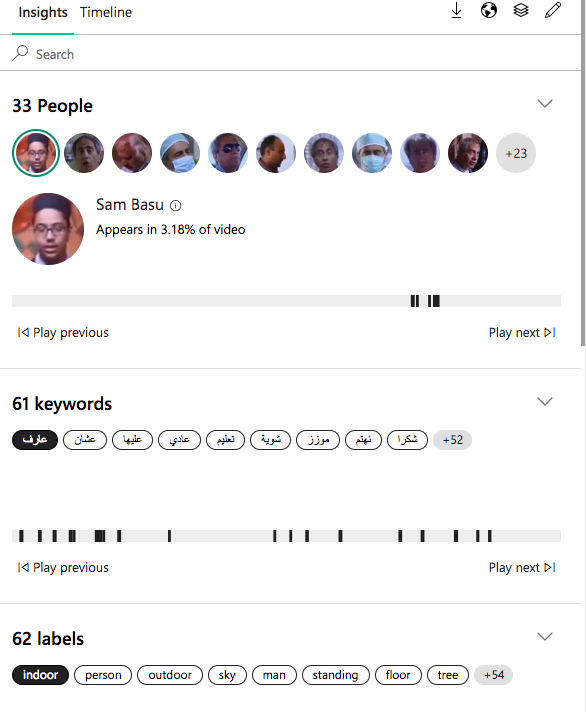 Insights Timeline
Search
33 People
+23
Sam Basu
Appears in 3.18% of video
Play previous Play next
61 keywords
عارف عشان عليها عادي تعليم شوية موزز نهتم شكرا +52
Play previous Play next
62 labels
indoor person outdoor sky man standing floor tree +54